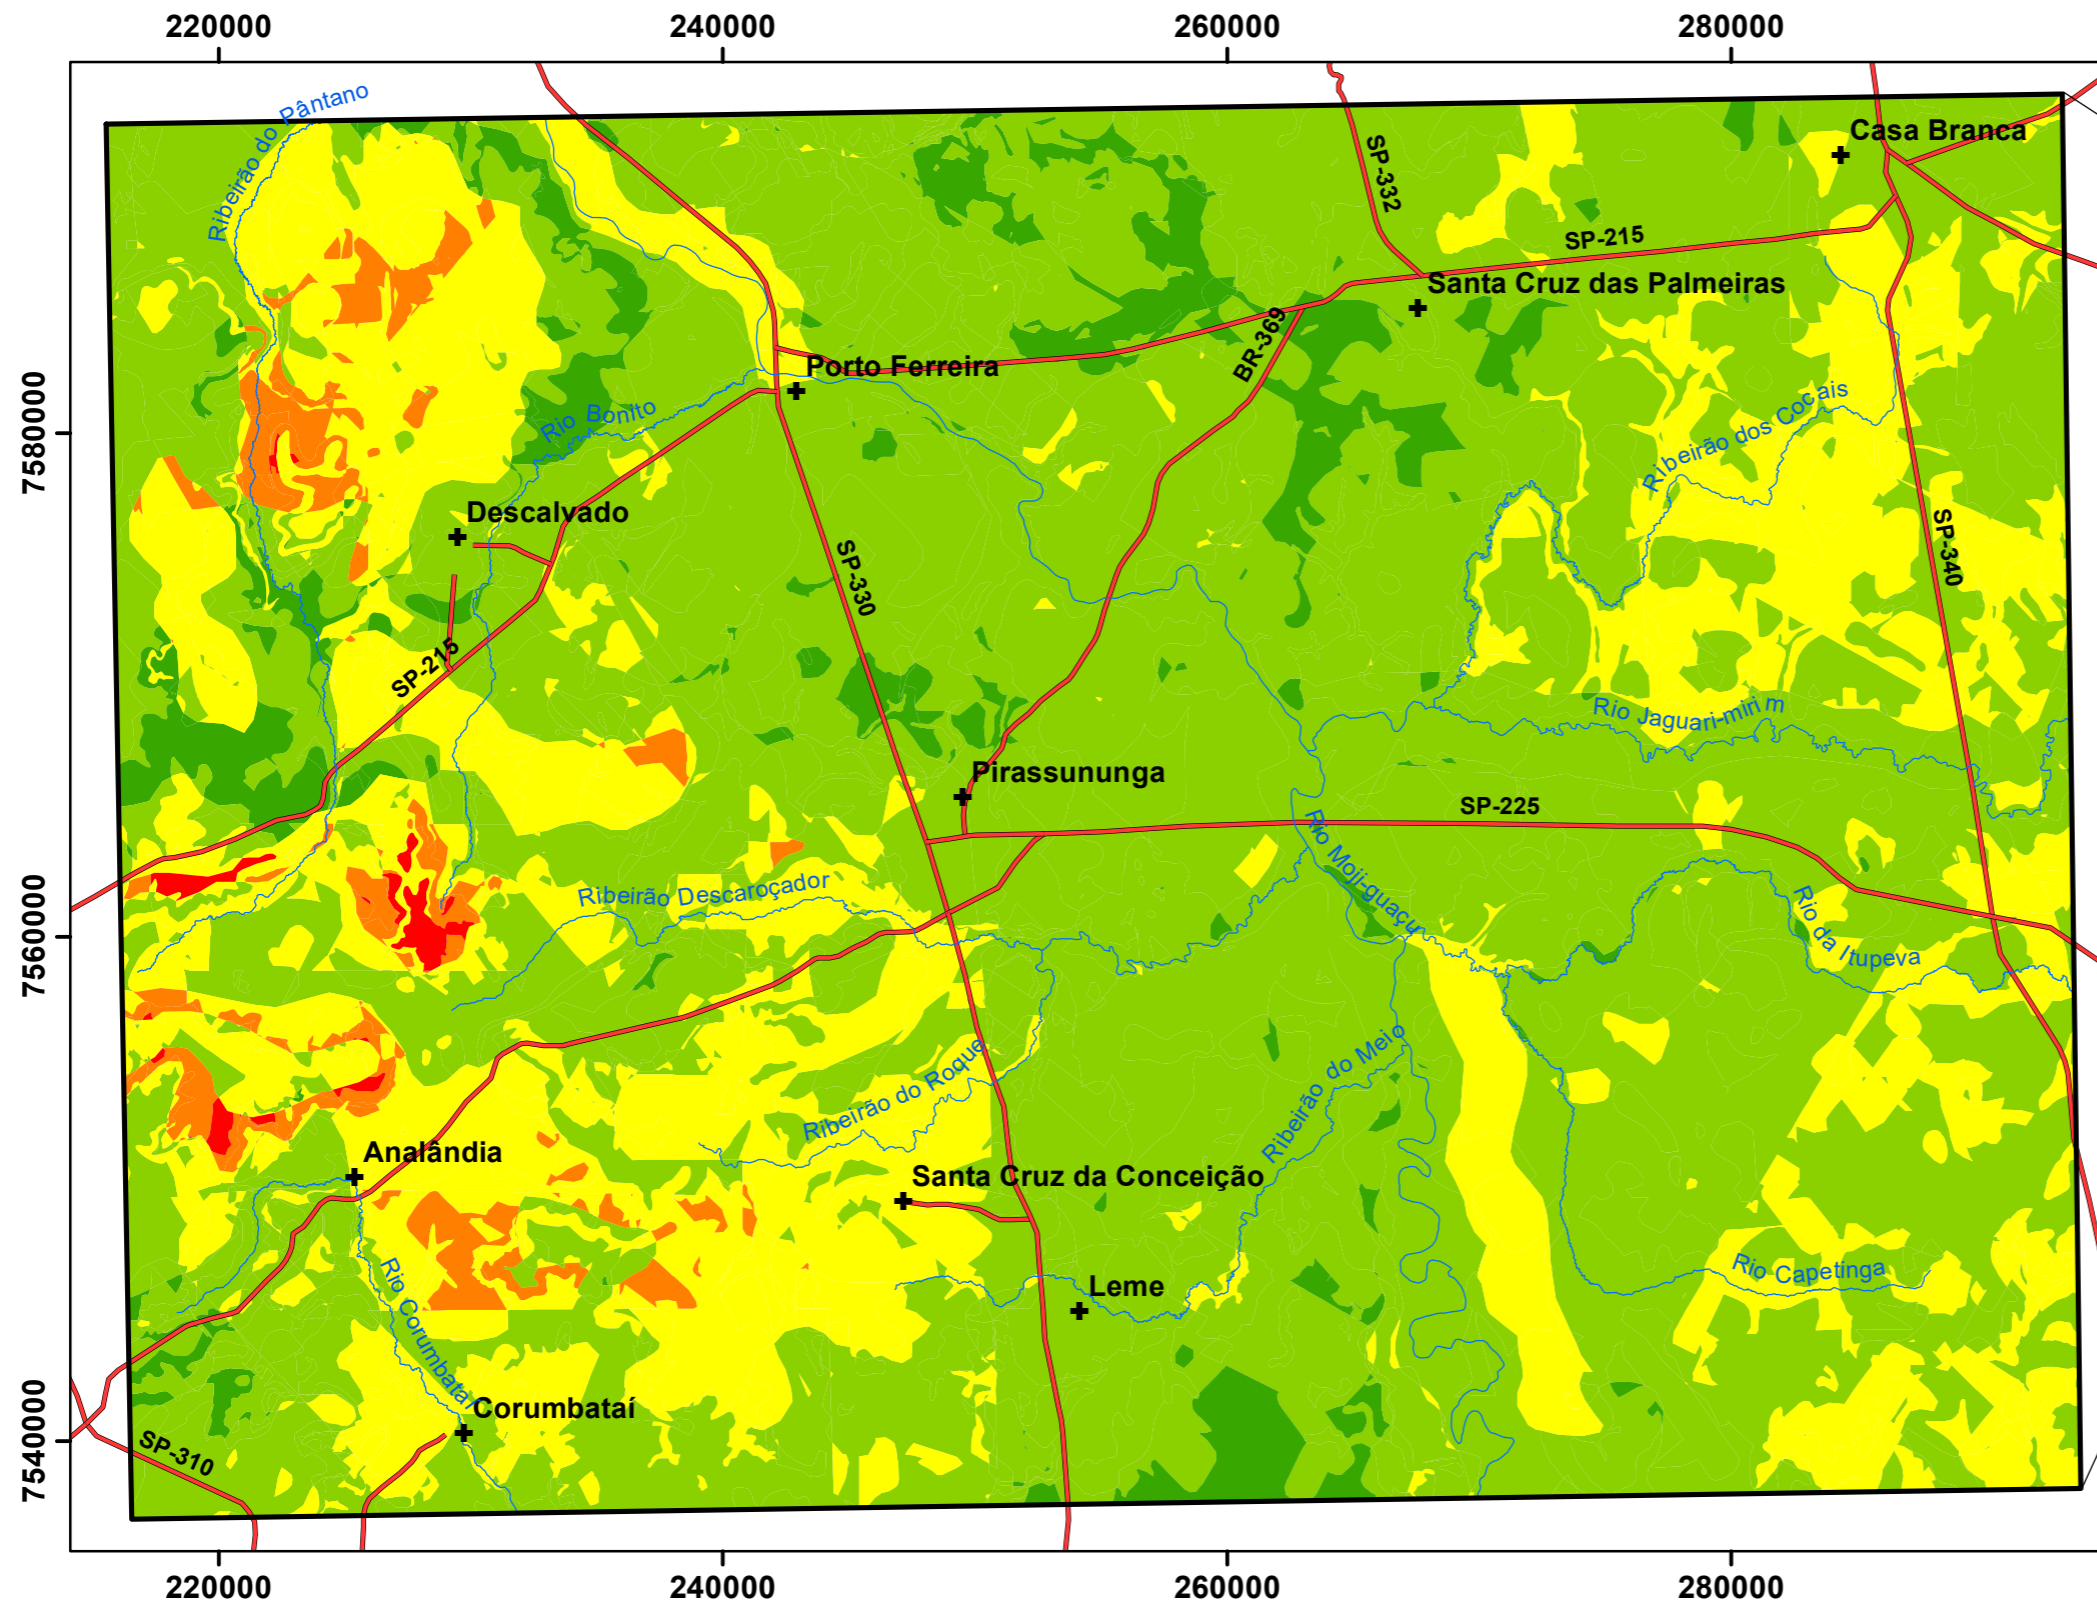 220000 240000 260000 280000
Ribeirão do Pântano
Casa Branca
SP-332
SP-215
Santa Cruz das Palmeiras
BR-369
Porto Ferreira
7580000
Rio Bonito
Ribeirão dos Cocais
Descalvado
SP-330
SP-340
SP-215
Rio Jaguari-mirim
Pirassununga
SP-225
Rio Moji-guaçu
Ribeirão Descaroçador
Rio da Itupeva
7560000
Ribeirão do Roque
Ribeirão do Meio
Analândia
Santa Cruz da Conceição
Rio Capetinga
Leme
Rio Corumbataí
Corumbataí
7540000
SP-310
220000 240000 260000 280000